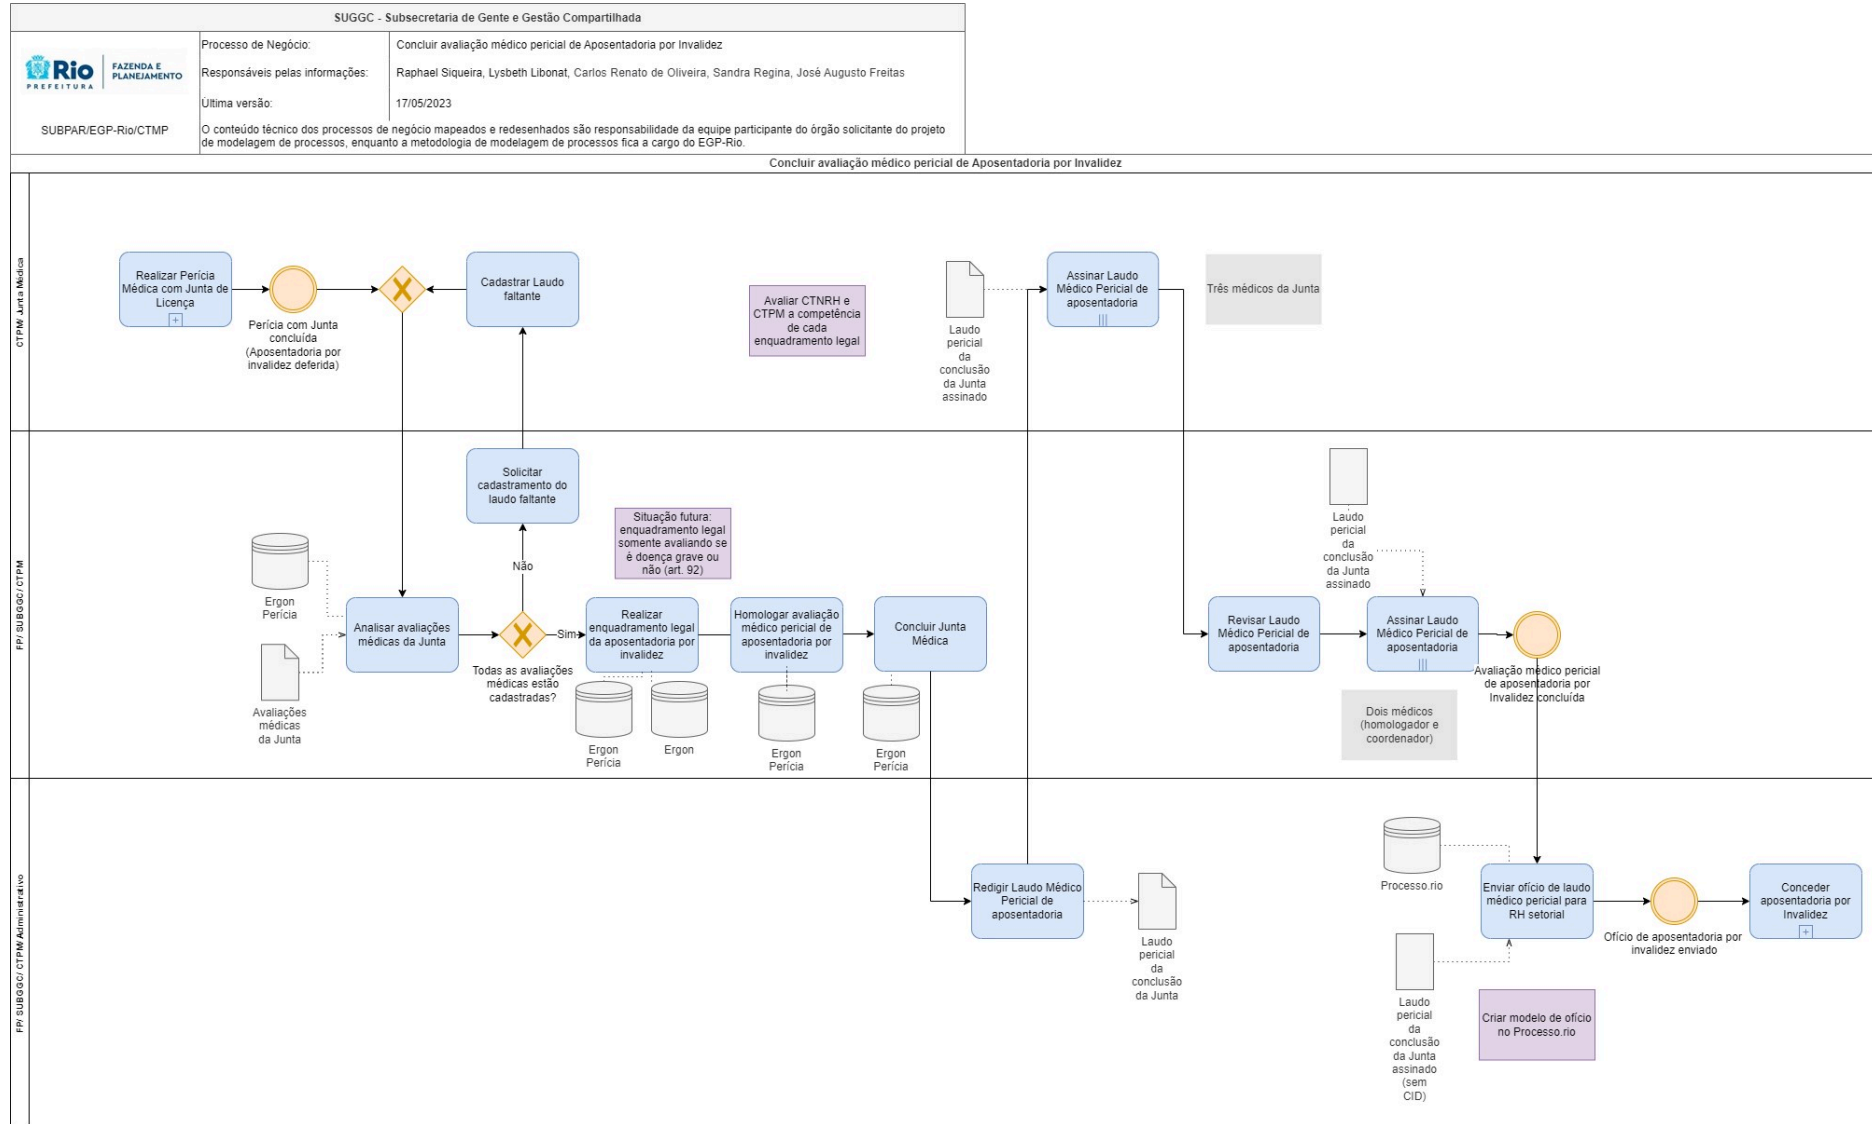 SUGGC - Subsecretaria de Gente e Gestão Compartilhada
Rio
PREFEITURA
FAZENDA E
PLANEJAMENTO
SUBPAR/EGP-Rio/CTMP
Processo de Negócio:
Concluir avaliação médico pericial de Aposentadoria por Invalidez
Responsáveis pelas informações:
Raphael Siqueira, Lysbeth Libonat, Carlos Renato de Oliveira, Sandra Regina, José Augusto Freitas
Última versão:
17/05/2023
O conteúdo técnico dos processos de negócio mapeados e redesenhados são responsabilidade da equipe participante do órgão solicitante do projeto
de modelagem de processos, enquanto a metodologia de modelagem de processos fica a cargo do EGP-Rio.
Concluir avaliação médico pericial de Aposentadoria por Invalidez
CTPM/ Junta Médica
Realizar Perícia
Médica com Junta de
Licença
Perícia com Junta
concluída
(Aposentadoria por
invalidez deferida)
Cadastrar Laudo
faltante
Avaliar CTNRH e
CTPM a competência
de cada
enquadramento legal
Laudo
pericial
da
conclusão
da Junta
assinado
Assinar Laudo
Médico Pericial de
aposentadoria
Três médicos da Junta
FP/ SUBGGC/ CTPM
Solicitar
cadastramento do
laudo faltante
Não
Situação futura:
enquadramento legal
somente avaliando se
é doença grave ou
não (art. 92)
Ergon
Perícia
Avaliações
médicas
da Junta
Analisar avaliações
médicas da Junta
Todas as avaliações
médicas estão
cadastradas?
Sim
Realizar
enquadramento legal
da aposentadoria por
invalidez
Ergon
Perícia
Ergon
Homologar avaliação
médico pericial de
aposentadoria por
invalidez
Ergon
Perícia
Concluir Junta
Médica
Ergon
Perícia
Revisar Laudo
Médico Pericial de
aposentadoria
Laudo
pericial
da
conclusão
da Junta
assinado
Assinar Laudo
Médico Pericial de
aposentadoria
Dois médicos
(homologador e
coordenador)
Avaliação médico pericial
de aposentadoria por
Invalidez concluída
FP/ SUBGGC/ CTPM/Administrativo
Redigir Laudo Médico
Pericial de
aposentadoria
Laudo
pericial
da
conclusão
da Junta
Processo.rio
Laudo
pericial
da
conclusão
da Junta
assinado
(sem
CID)
Enviar ofício de laudo
médico pericial para
RH setorial
Criar modelo de ofício
no Processo.rio
Ofício de aposentadoria por
invalidez enviado
Conceder
aposentadoria por
Invalidez